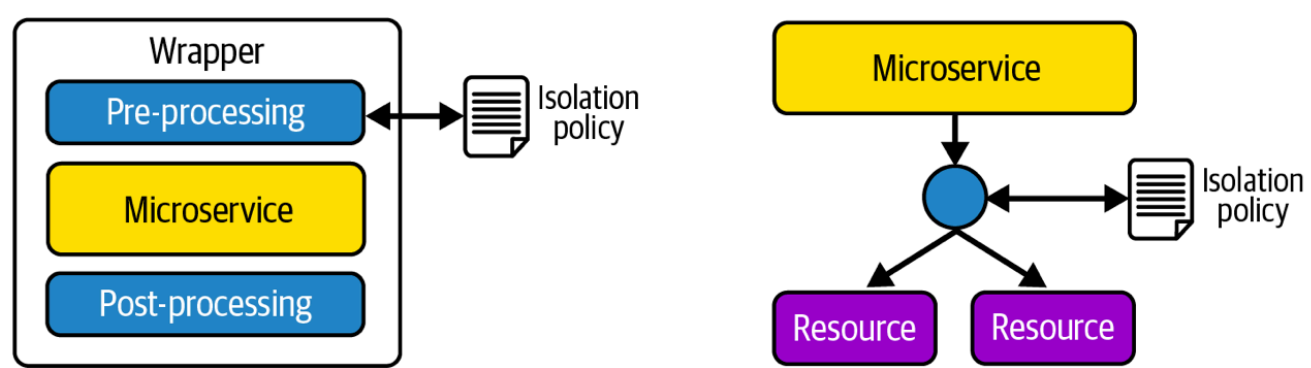 Wrapper
Pre-processing
Isolation
policy
Microservice
Post-processing
Microservice
Isolation
policy
Resource
Resource